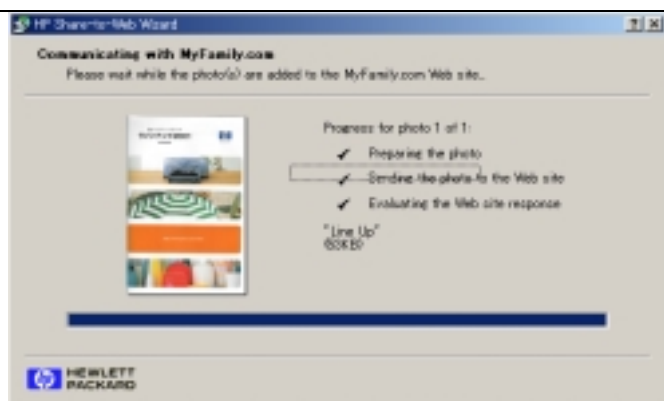 HP Share-to-Web Wizard
Communicating with MyFamily.com
Please wait while the photo(s) are added to the MyFamily.com Web site..
Progress for photo 1 of 1:
✓ Preparing the photo
✓ Sending the photo to the Web site
✓ Evaluating the Web site response
"Line Up"
(63KB)
HEWLETT
PACKARD